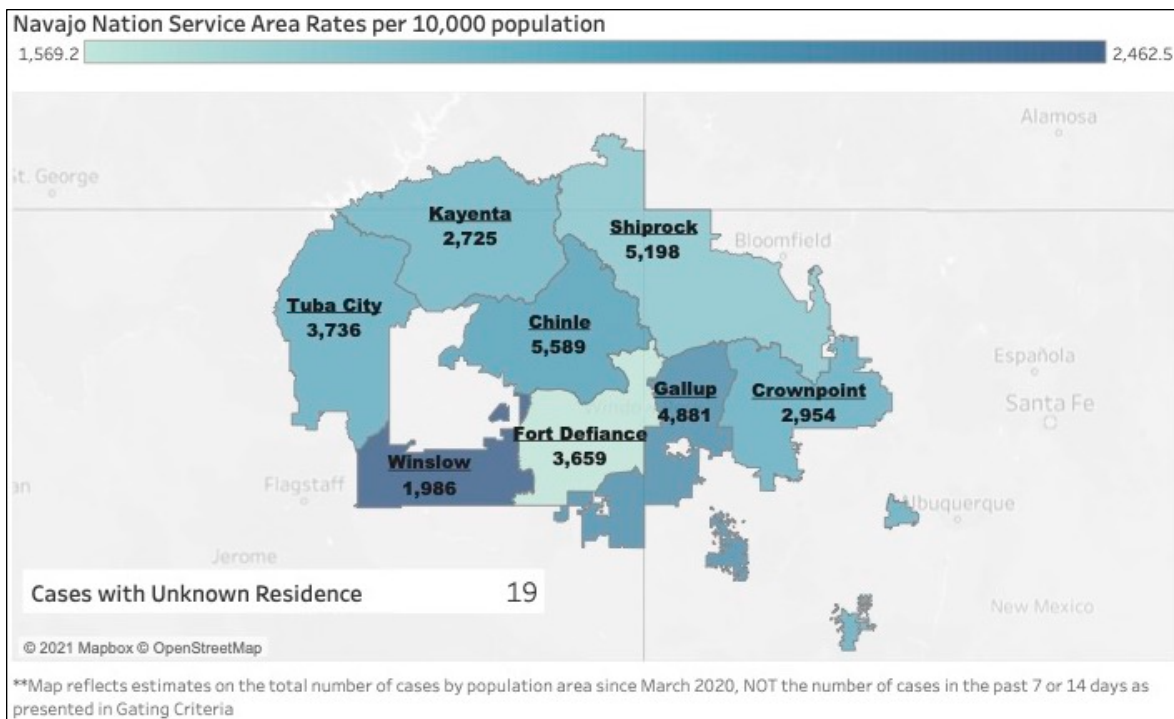 Navajo Nation Service Area Rates per 10,000 population
1,569.2
2,462.5
Alamosa
St. George
Kayenta
2,725
Shiprock
5,198
Bloomfield
Tuba City
3,736
Chinle
5,589
Española
Gallup
4,881
Crownpoint
2,954
Santa Fe
Fort Defiance
3,659
Winslow
1,986
Flagstaff
Albuquerque
Jerome
Cases with Unknown Residence 19
New Mexico
© 2021 Mapbox © OpenStreetMap
**Map reflects estimates on the total number of cases by population area since March 2020, NOT the number of cases in the past 7 or 14 days as
presented in Gating Criteria